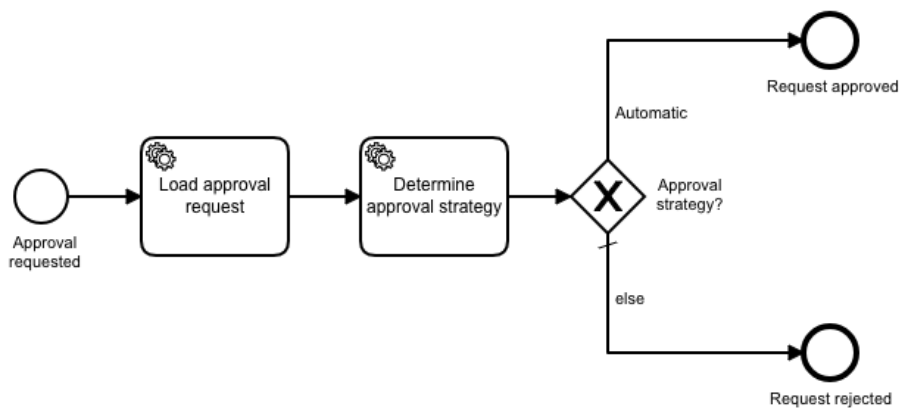 Approval
requested
Load approval
request
Determine
approval strategy
Approval
strategy?
Automatic
Request approved
else
Request rejected